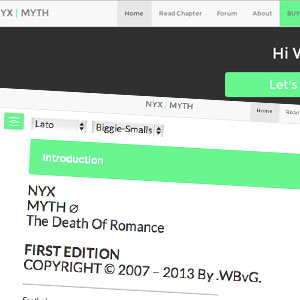 NYX | MYTH Home Read Chapter Forum About BUY
Hi W
Let's
NYX | MYTH Home
Lato Biggie-Smalls
Introduction
NYX
MYTH ∅
The Death Of Romance
FIRST EDITION
COPYRIGHT © 2007 – 2013 By .WBvG.